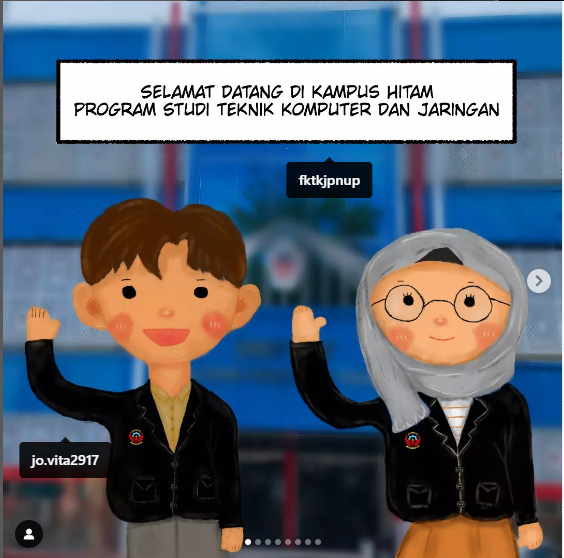 SELAMAT DATANG DI KAMPUS HITAM
PROGRAM STUDI TEKNIK KOMPUTER DAN JARINGAN
fktkjpnup
jo.vita2917